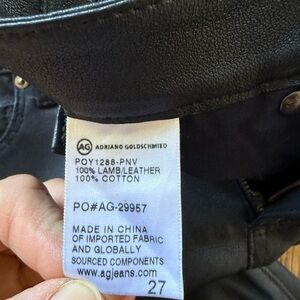 AG ADRIANO GOLDSCHMIED
POY1288-PNV
100% LAMB/LEATHER
100% COTTON
PO#AG-29957
MADE IN CHINA
OF IMPORTED FABRIC
AND GLOBALLY
SOURCED COMPONENTS
www.agjeans.com
27